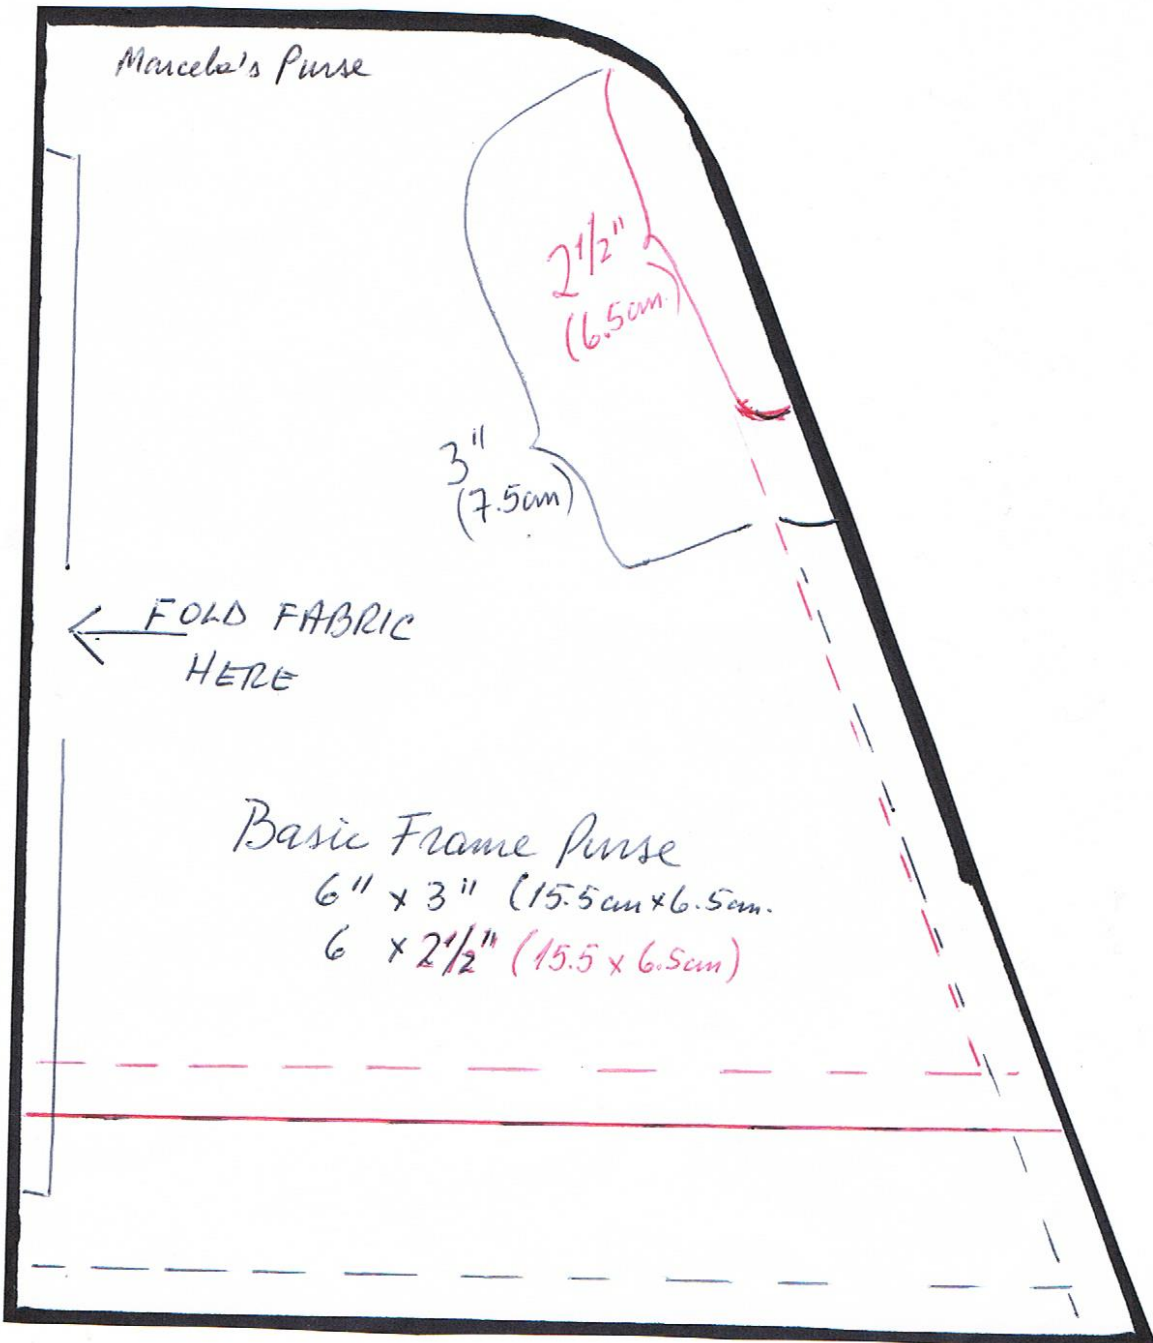 Marcela's Purse
2 1/2"
(6.5cm.)
3"
(7.5cm)
FOLD FABRIC
HERE
Basic Frame Purse
6" x 3" (15.5cm x 6.5cm.
6 x 2 1/2" (15.5 x 6.5cm)